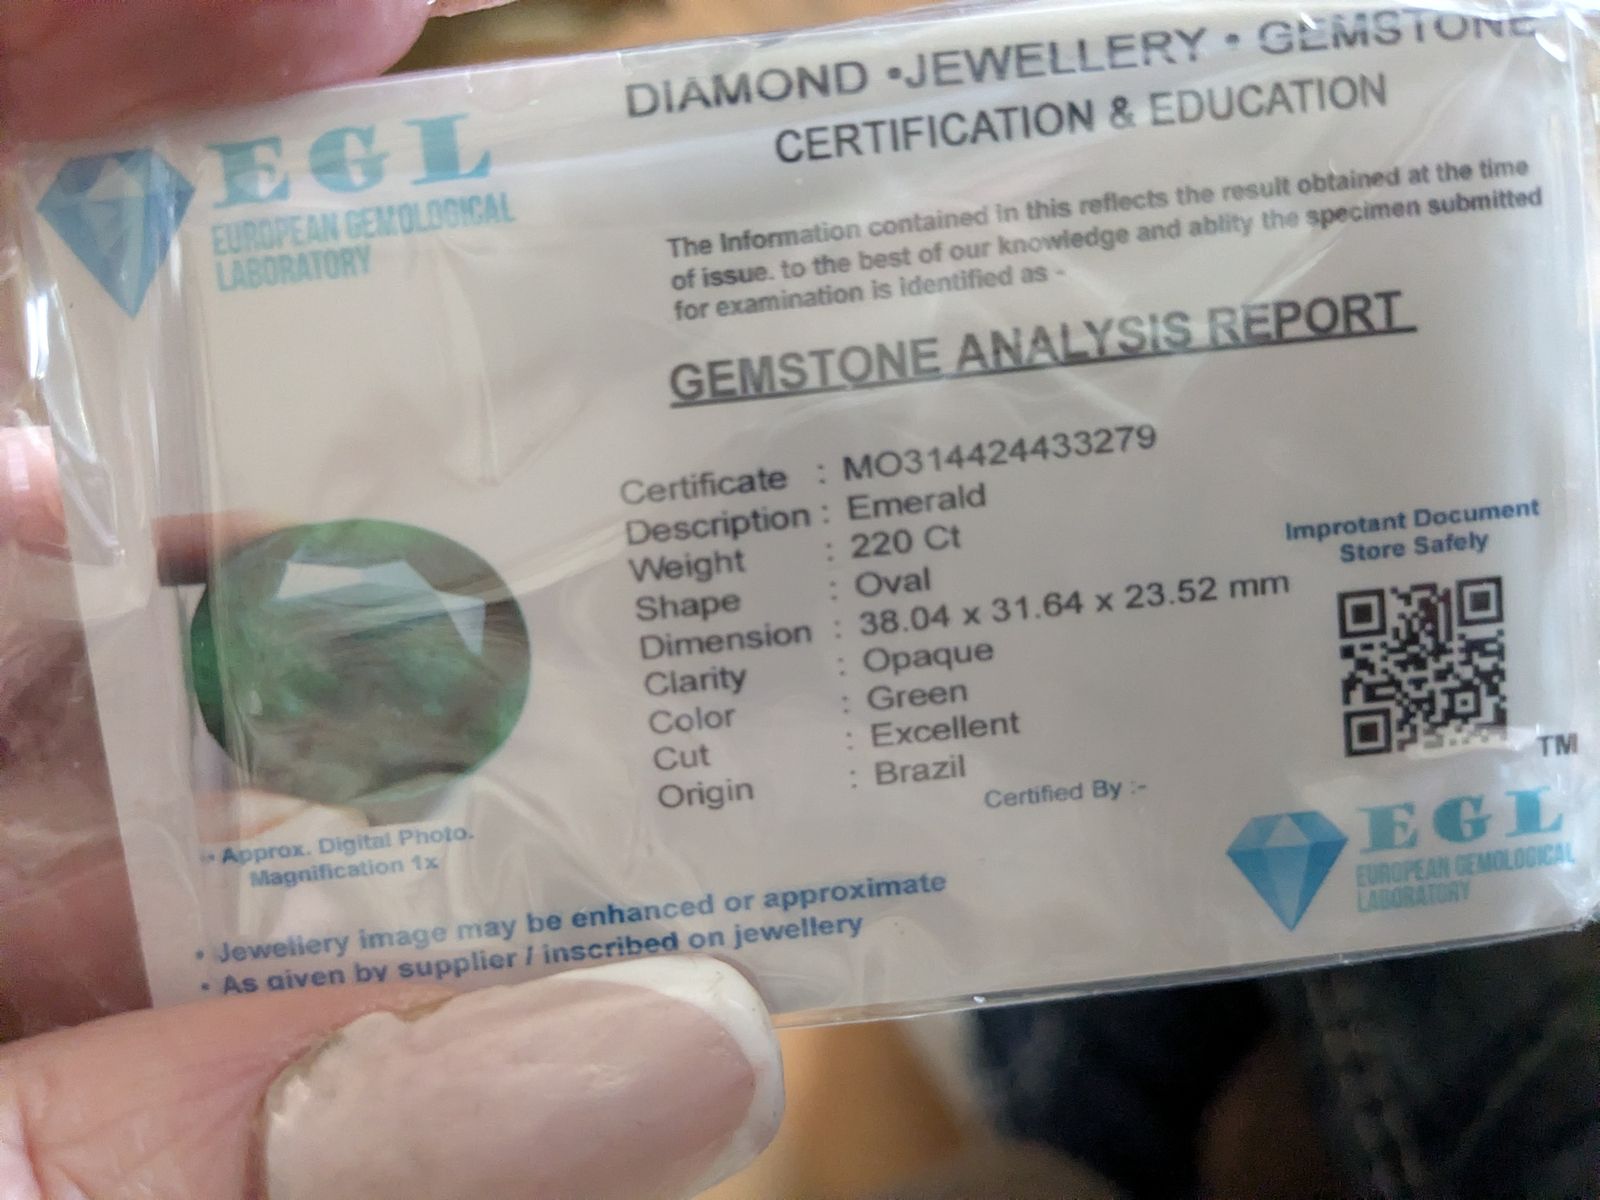 EGL
EUROPEAN GEMOLOGICAL
LABORATORY
DIAMOND • JEWELLERY • GEMSTONE
CERTIFICATION & EDUCATION
The Information contained in this reflects the result obtained at the time
of issue. to the best of our knowledge and ablity the specimen submitted
for examination is identified as -
GEMSTONE ANALYSIS REPORT
Certificate : MO314424433279
Description : Emerald
Weight : 220 Ct
Shape : Oval
Dimension : 38.04 x 31.64 x 23.52 mm
Clarity : Opaque
Color : Green
Cut : Excellent
Origin : Brazil
Improtant Document
Store Safely
TM
Certified By :-
EGL
EUROPEAN GEMOLOGICAL
LABORATORY
Approx. Digital Photo.
Magnification 1x
• Jewellery image may be enhanced or approximate
• As given by supplier / inscribed on jewellery